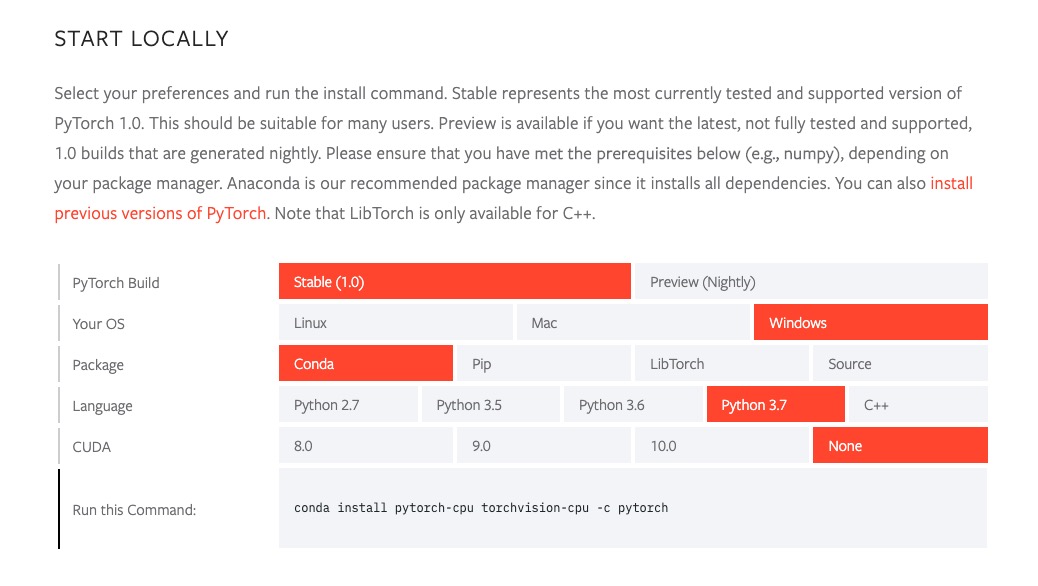 START LOCALLY
Select your preferences and run the install command. Stable represents the most currently tested and supported version of
PyTorch 1.0. This should be suitable for many users. Preview is available if you want the latest, not fully tested and supported,
1.0 builds that are generated nightly. Please ensure that you have met the prerequisites below (e.g., numpy), depending on
your package manager. Anaconda is our recommended package manager since it installs all dependencies. You can also install
previous versions of PyTorch. Note that LibTorch is only available for C++.
PyTorch Build Stable (1.0) Preview (Nightly)
Your OS Linux Mac Windows
Package Conda Pip LibTorch Source
Language Python 2.7 Python 3.5 Python 3.6 Python 3.7 C++
CUDA 8.0 9.0 10.0 None
Run this Command: conda install pytorch-cpu torchvision-cpu -c pytorch